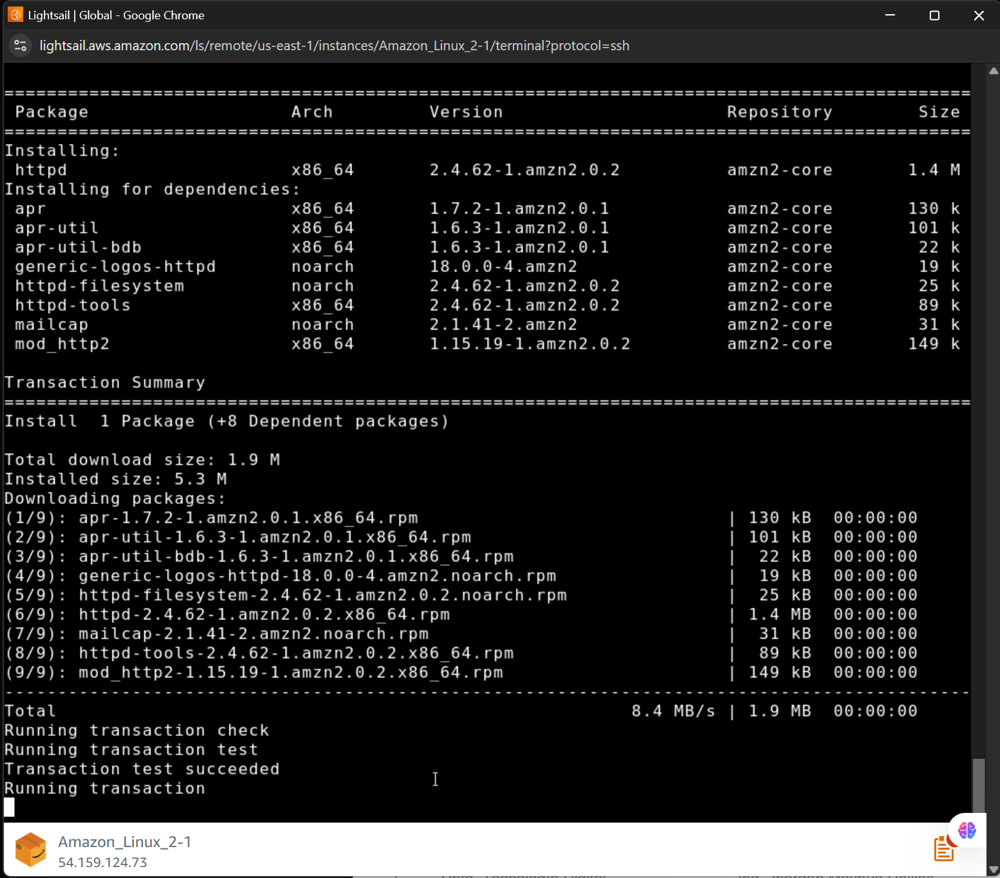 Lightsail | Global - Google Chrome
lightsail.aws.amazon.com/ls/remote/us-east-1/instances/Amazon_Linux_2-1/terminal?protocol=ssh
================================================================================
Package Arch Version Repository Size
================================================================================
Installing:
httpd x86_64 2.4.62-1.amzn2.0.2 amzn2-core 1.4 M
Installing for dependencies:
apr x86_64 1.7.2-1.amzn2.0.1 amzn2-core 130 k
apr-util x86_64 1.6.3-1.amzn2.0.1 amzn2-core 101 k
apr-util-bdb x86_64 1.6.3-1.amzn2.0.1 amzn2-core 22 k
generic-logos-httpd noarch 18.0.0-4.amzn2 amzn2-core 19 k
httpd-filesystem noarch 2.4.62-1.amzn2.0.2 amzn2-core 25 k
httpd-tools x86_64 2.4.62-1.amzn2.0.2 amzn2-core 89 k
mailcap noarch 2.1.41-2.amzn2 amzn2-core 31 k
mod_http2 x86_64 1.15.19-1.amzn2.0.2 amzn2-core 149 k
Transaction Summary
================================================================================
Install 1 Package (+8 Dependent packages)
Total download size: 1.9 M
Installed size: 5.3 M
Downloading packages:
(1/9): apr-1.7.2-1.amzn2.0.1.x86_64.rpm | 130 kB 00:00:00
(2/9): apr-util-1.6.3-1.amzn2.0.1.x86_64.rpm | 101 kB 00:00:00
(3/9): apr-util-bdb-1.6.3-1.amzn2.0.1.x86_64.rpm | 22 kB 00:00:00
(4/9): generic-logos-httpd-18.0.0-4.amzn2.noarch.rpm | 19 kB 00:00:00
(5/9): httpd-filesystem-2.4.62-1.amzn2.0.2.noarch.rpm | 25 kB 00:00:00
(6/9): httpd-2.4.62-1.amzn2.0.2.x86_64.rpm | 1.4 MB 00:00:00
(7/9): mailcap-2.1.41-2.amzn2.noarch.rpm | 31 kB 00:00:00
(8/9): httpd-tools-2.4.62-1.amzn2.0.2.x86_64.rpm | 89 kB 00:00:00
(9/9): mod_http2-1.15.19-1.amzn2.0.2.x86_64.rpm | 149 kB 00:00:00
--------------------------------------------------------------------------------
Total 8.4 MB/s | 1.9 MB 00:00:00
Running transaction check
Running transaction test
Transaction test succeeded
Running transaction
Amazon_Linux_2-1
54.159.124.73